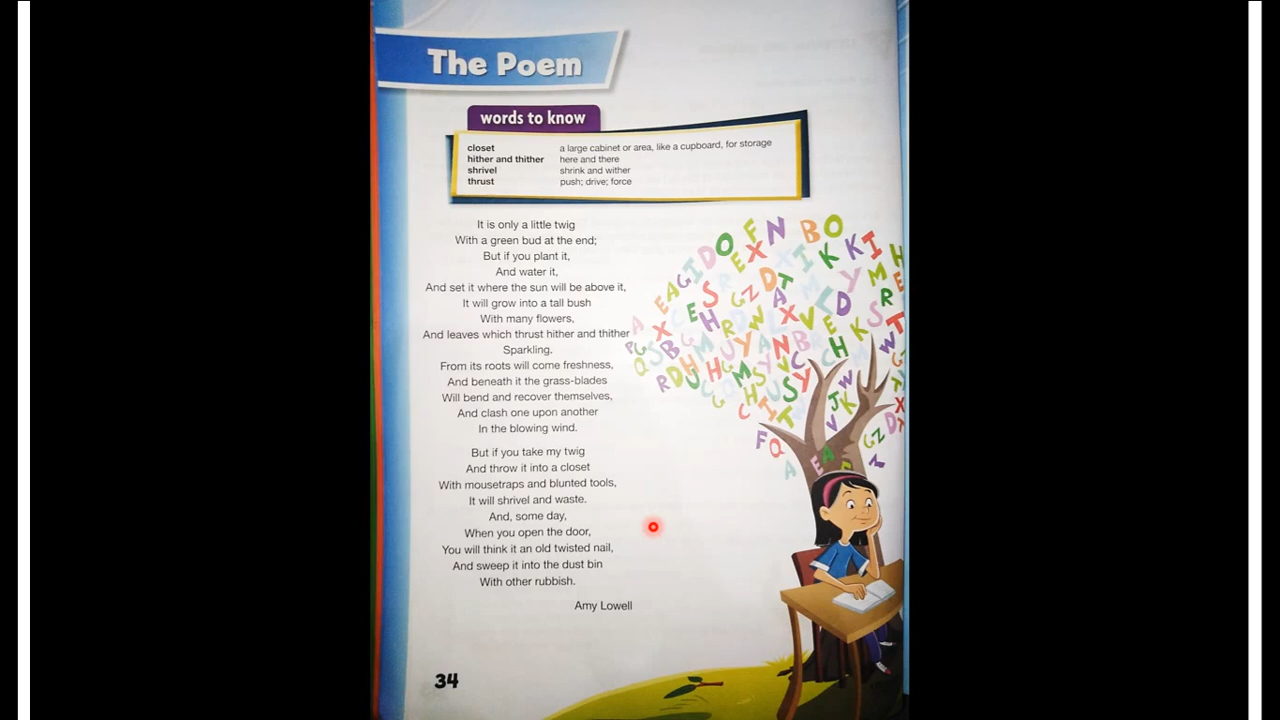 The Poem
words to know
closet a large cabinet or area, like a cupboard, for storage
hither and thither here and there
shrivel shrink and wither
thrust push; drive; force
It is only a little twig
With a green bud at the end;
But if you plant it,
And water it,
And set it where the sun will be above it,
It will grow into a tall bush
With many flowers,
And leaves which thrust hither and thither
Sparkling.
From its roots will come freshness,
And beneath it the grass-blades
Will bend and recover themselves,
And clash one upon another
In the blowing wind.
But if you take my twig
And throw it into a closet
With mousetraps and blunted tools,
It will shrivel and waste.
And, some day,
When you open the door,
You will think it an old twisted nail,
And sweep it into the dust bin
With other rubbish.
Amy Lowell
34